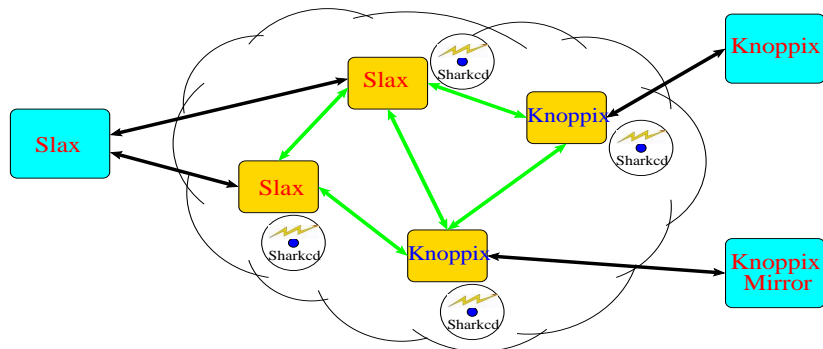 Knoppix
Slax
Sharkcd
Knoppix
Slax
Sharkcd
Slax
Sharkcd
Knoppix
Knoppix
Mirror
Sharkcd